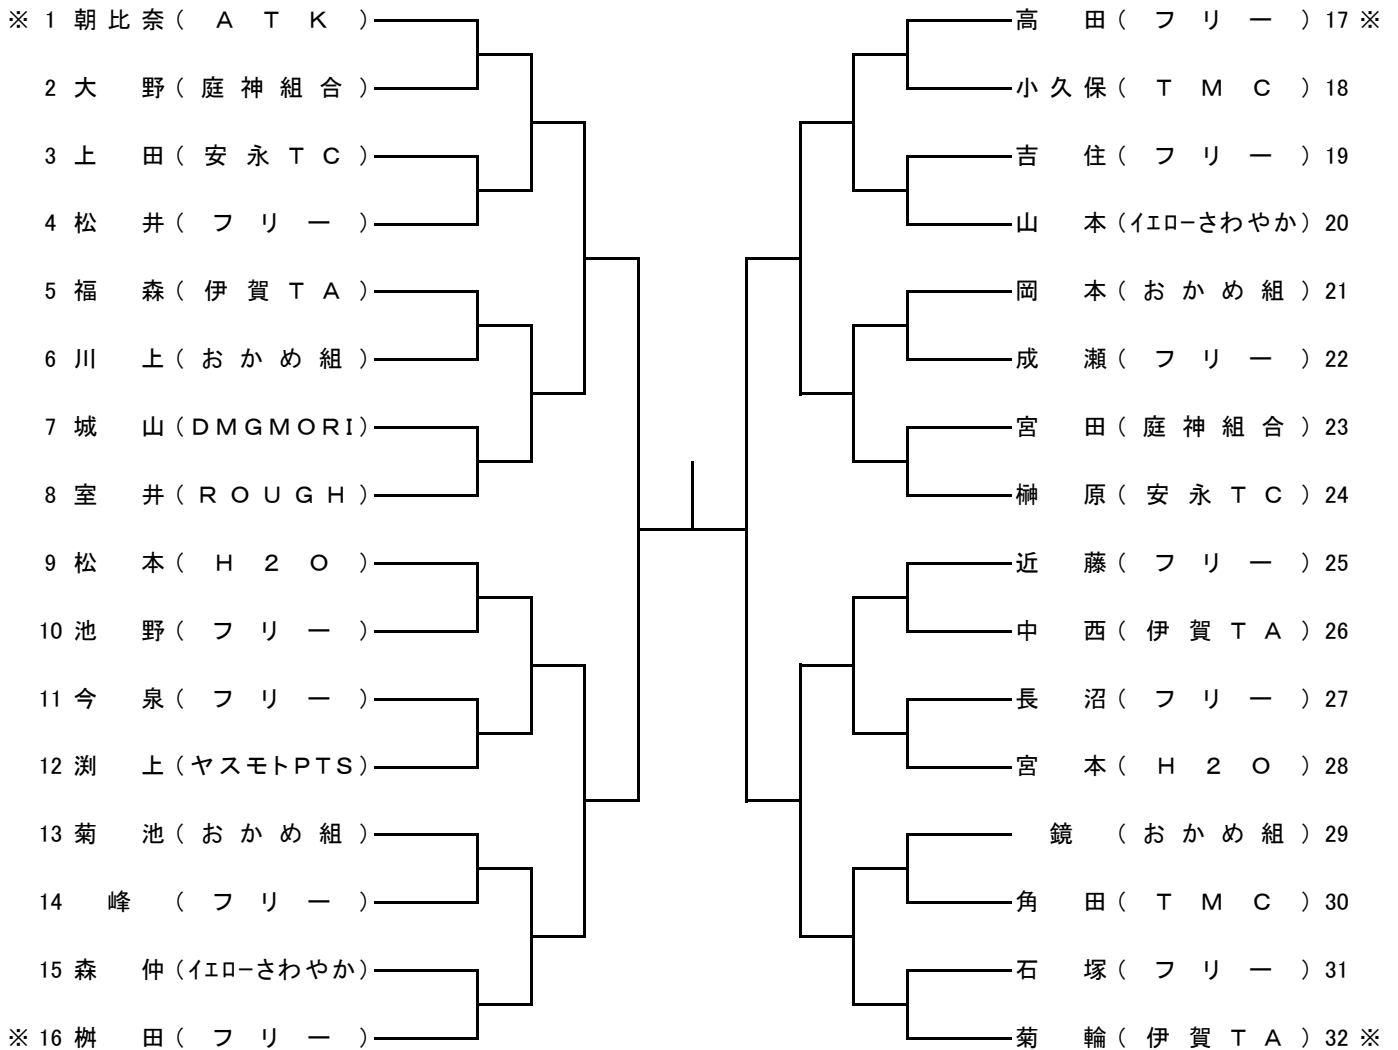 ※ 1 朝比奈(ATK)
2 大野(庭神組合)
3 上田(安永TC)
4 松井(フリー)
5 福森(伊賀TA)
6 川上(おかめ組)
7 城山(DMGMORI)
8 室井(ROUGH)
9 松本(H2O)
10 池野(フリー)
11 今泉(フリー)
12 渕上(ヤスモトPTS)
13 菊池(おかめ組)
14 峰(フリー)
15 森仲(イエローさわやか)
※ 16 桝田(フリー)
高田(フリー)17 ※
小久保(TMC)18
吉住(フリー)19
山本(イエローさわやか)20
岡本(おかめ組)21
成瀬(フリー)22
宮田(庭神組合)23
榊原(安永TC)24
近藤(フリー)25
中西(伊賀TA)26
長沼(フリー)27
宮本(H2O)28
鏡(おかめ組)29
角田(TMC)30
石塚(フリー)31
菊輪(伊賀TA)32 ※